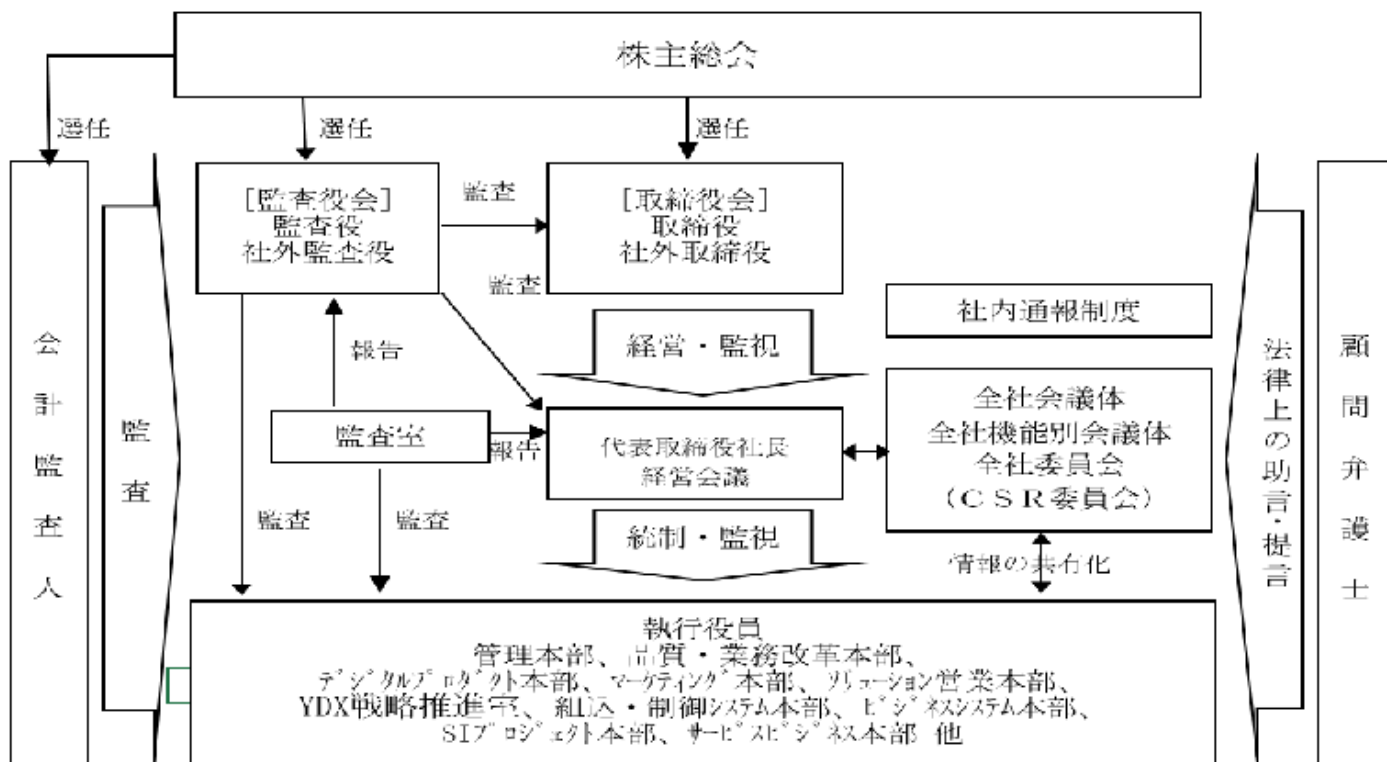 株主総会
選任
選任
選任
[監査役会]
監査役
社外監査役
監査
[取締役会]
取締役
社外取締役
監査
社内通報制度
報告
経営・監視
会計監査人
監査
監査室
報告
代表取締役社長
経営会議
全社会議体
全社機能別会議体
全社委員会
(CSR委員会)
法律上の助言・提言
顧問弁護士
監査
監査
統制・監視
情報の共有化
執行役員
管理本部、品質・業務改革本部、
デジタルプロダクト本部、マーケティング本部、ソリューション営業本部、
YDX戦略推進室、組込・制御システム本部、ビジネスシステム本部、
SIプロジェクト本部、サービスビジネス本部 他